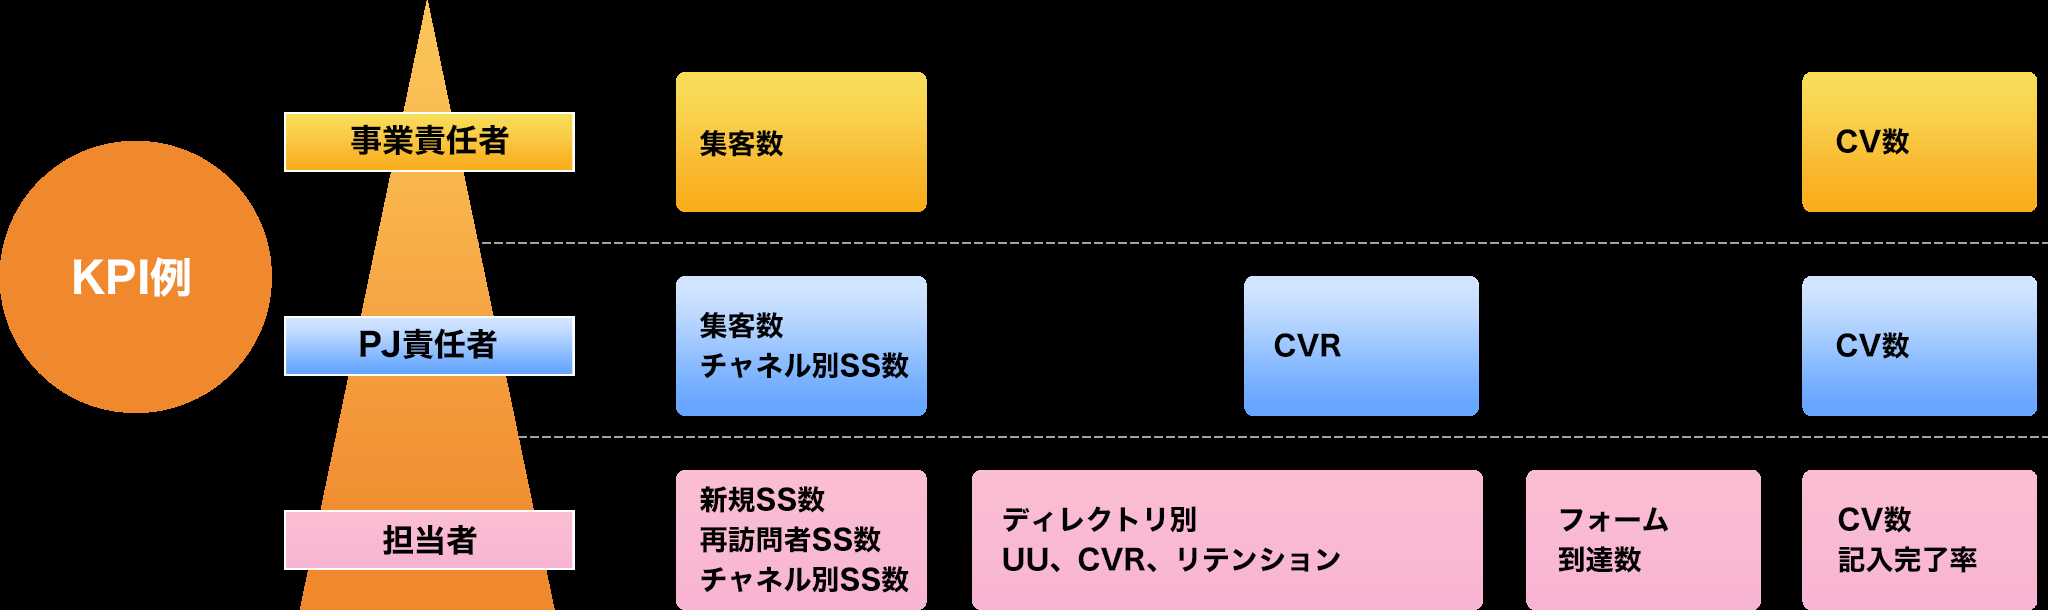 KPI例
事業責任者
集客数
CV数
PJ責任者
集客数
チャネル別SS数
CVR
CV数
担当者
新規SS数
再訪問者SS数
チャネル別SS数
ディレクトリ別
UU、CVR、リテンション
フォーム
到達数
CV数
記入完了率